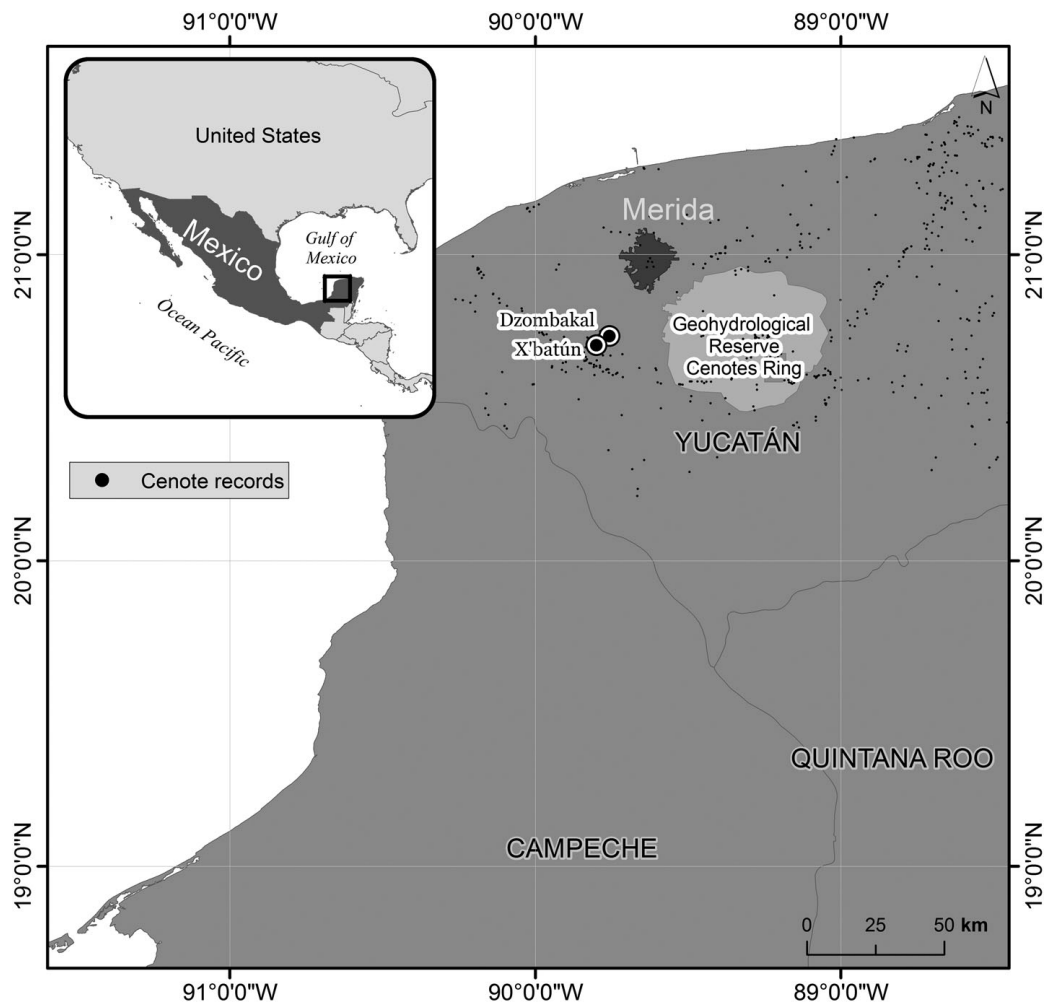 91°0'0"W 90°0'0"W 89°0'0"W
United States
Mexico
Gulf of
Mexico
Òcean Pacific
N
Merida
21°0'0"N
21°0'0"N
Dzombakal
X'batún
Geohydrological
Reserve
Cenotes Ring
YUCATÁN
Cenote records
20°0'0"N
20°0'0"N
QUINTANA ROO
CAMPECHE
19°0'0"N
19°0'0"N
0 25 50 km
91°0'0"W 90°0'0"W 89°0'0"W